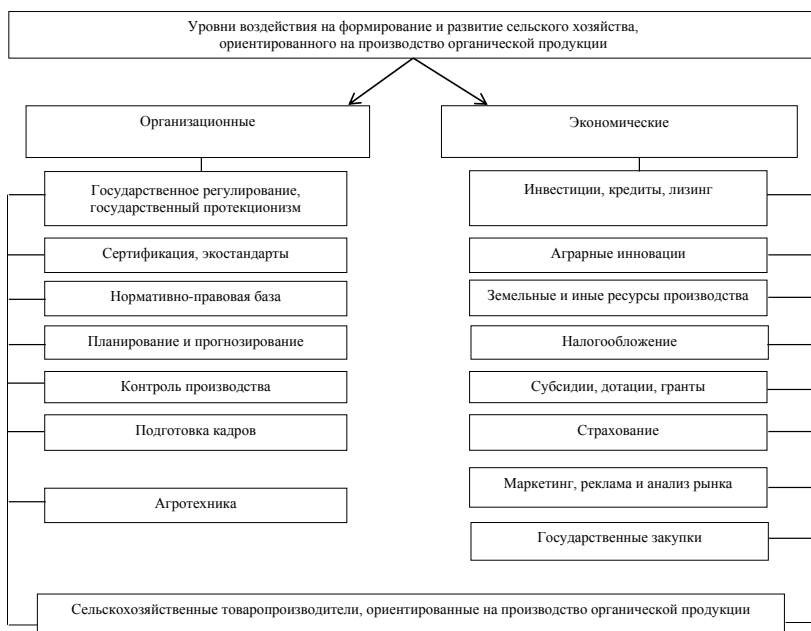 Уровни воздействия на формирование и развитие сельского хозяйства,
ориентированного на производство органической продукции
Организационные
Экономические
Государственное регулирование,
государственный протекционизм
Сертификация, экостандарты
Нормативно-правовая база
Планирование и прогнозирование
Контроль производства
Подготовка кадров
Агротехника
Инвестиции, кредиты, лизинг
Аграрные инновации
Земельные и иные ресурсы производства
Налогообложение
Субсидии, дотации, гранты
Страхование
Маркетинг, реклама и анализ рынка
Государственные закупки
Сельскохозяйственные товаропроизводители, ориентированные на производство органической продукции